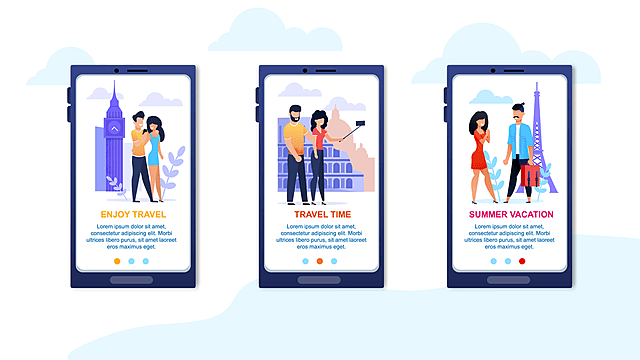 ENJOY TRAVEL
Lorem ipsum dolor sit amet,
consectetur adipiscing elit. Morbi
ultrices libero purus, sit amet laoreet
eros maximus eget.
TRAVEL TIME
Lorem ipsum dolor sit amet,
consectetur adipiscing elit. Morbi
ultrices libero purus, sit amet laoreet
eros maximus eget.
SUMMER VACATION
Lorem ipsum dolor sit amet,
consectetur adipiscing elit. Morbi
ultrices libero purus, sit amet laoreet
eros maximus eget.